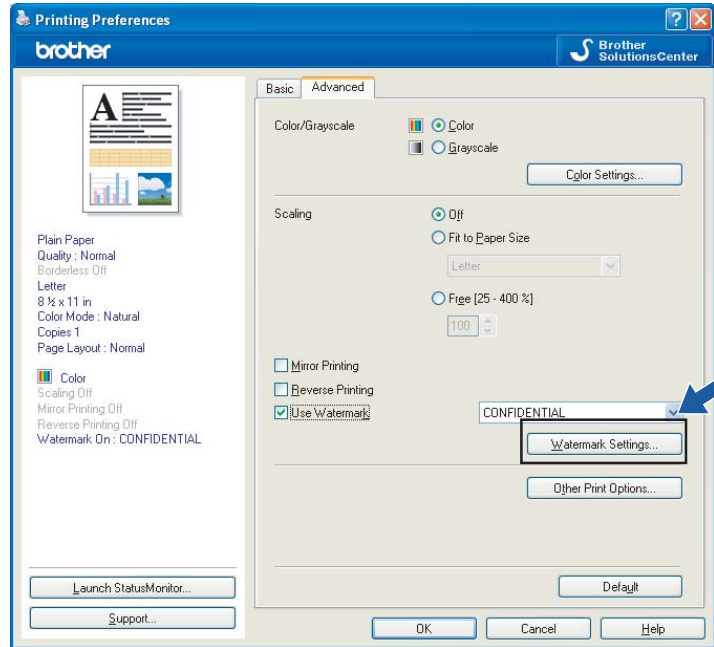 Printing Preferences
brother
Brother
SolutionsCenter
A
Plain Paper
Quality : Normal
Borderless Off
Letter
8 ½ x 11 in
Color Mode : Natural
Copies 1
Page Layout : Normal
Color
Scaling Off
Mirror Printing Off
Reverse Printing Off
Watermark On : CONFIDENTIAL
Launch StatusMonitor...
Support...
Basic Advanced
Color/Grayscale
Color
Grayscale
Color Settings...
Scaling
Off
Fit to Paper Size
Letter
Free [25 - 400 %]
100
Mirror Printing
Reverse Printing
Use Watermark
CONFIDENTIAL
Watermark Settings...
Other Print Options...
Default
OK Cancel Help